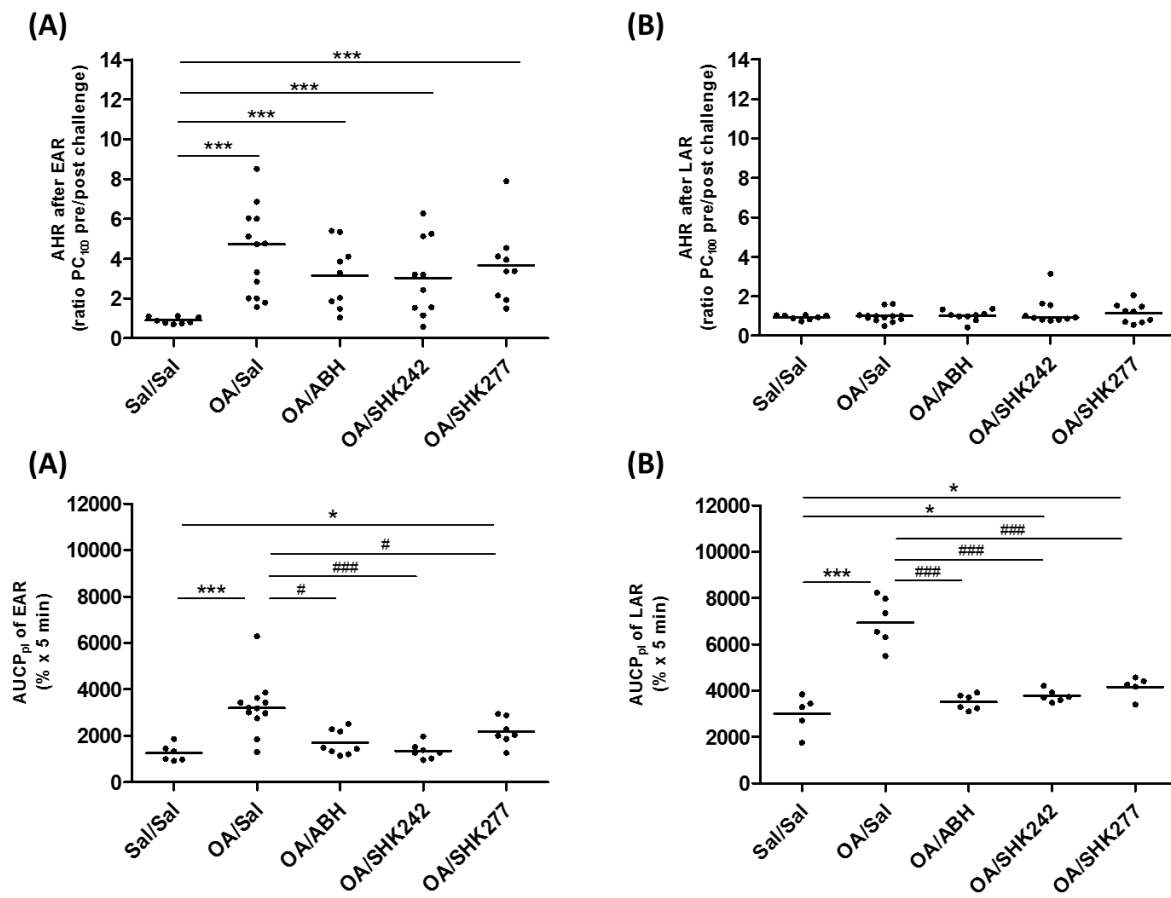 (A)
AHR after EAR
(ratio PC₁₀₀ pre/post challenge)
14
12
10
8
6
4
2
0
***
***
***
***
Sal/Sal
OA/Sal
OA/ABH
OA/SHK242
OA/SHK277
(B)
AHR after LAR
(ratio PC₁₀₀ pre/post challenge)
14
12
10
8
6
4
2
0
Sal/Sal
OA/Sal
OA/ABH
OA/SHK242
OA/SHK277
(A)
AUCPpl of EAR
(% x 5 min)
12000
10000
8000
6000
4000
2000
0
*
#
###
***
#
Sal/Sal
OA/Sal
OA/ABH
OA/SHK242
OA/SHK277
(B)
AUCPpl of LAR
(% x 5 min)
12000
10000
8000
6000
4000
2000
0
*
*
###
###
***
###
Sal/Sal
OA/Sal
OA/ABH
OA/SHK242
OA/SHK277